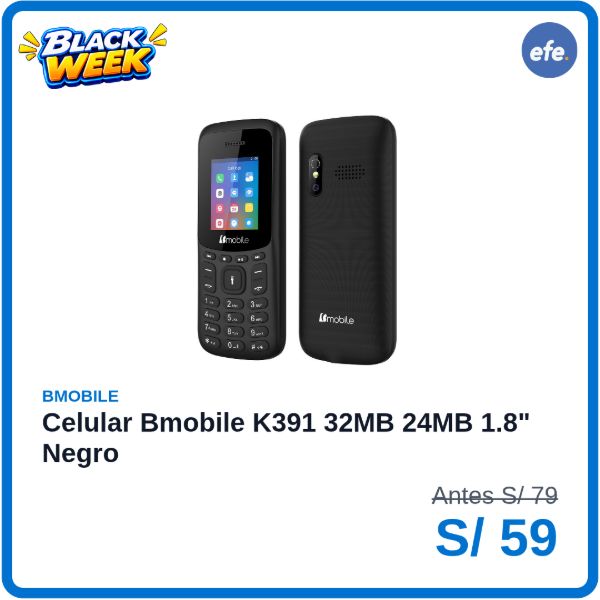 BLACK
WEEK
efe.
bmobile
bmobile
BMOBILE
Celular Bmobile K391 32MB 24MB 1.8"
Negro
Antes S/ 79
S/ 59